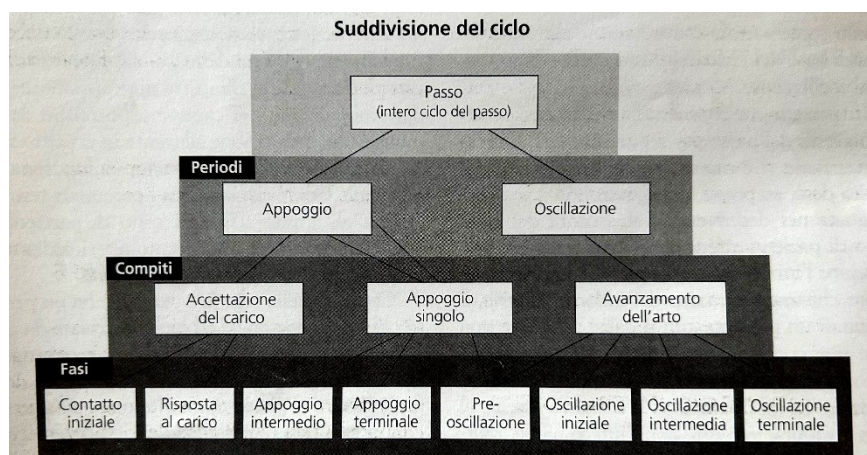 Suddivisione del ciclo
Passo
(intero ciclo del passo)
Periodi
Appoggio
Oscillazione
Compiti
Accettazione
del carico
Appoggio
singolo
Avanzamento
dell'arto
Fasi
Contatto
iniziale
Risposta
al carico
Appoggio
intermedio
Appoggio
terminale
Pre-
oscillazione
Oscillazione
iniziale
Oscillazione
intermedia
Oscillazione
terminale